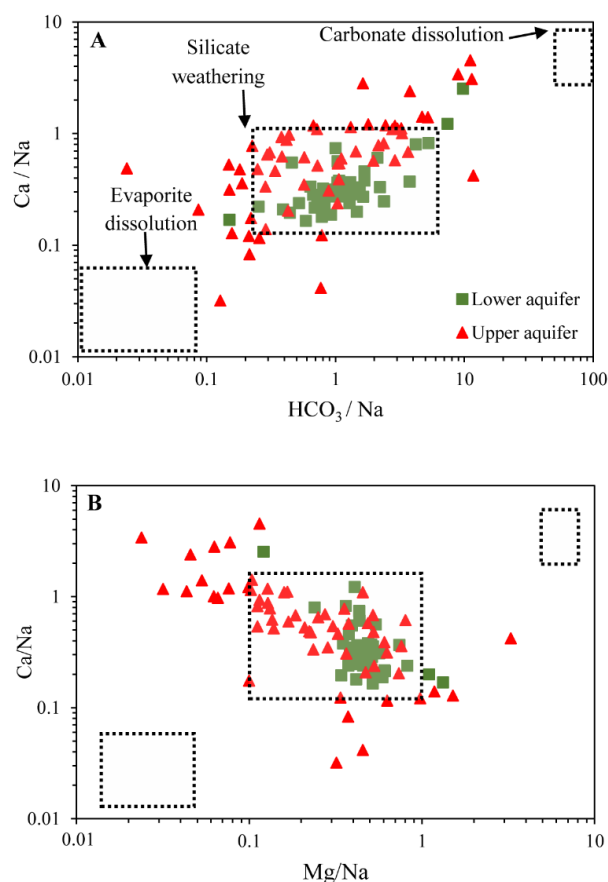 A
Silicate
weathering
Carbonate dissolution
10
1
0.1
0.01
Ca / Na
Evaporite
dissolution
Lower aquifer
Upper aquifer
0.01
0.1
1
10
100
HCO₃ / Na
B
10
1
0.1
0.01
Ca/Na
0.01
0.1
1
10
Mg/Na